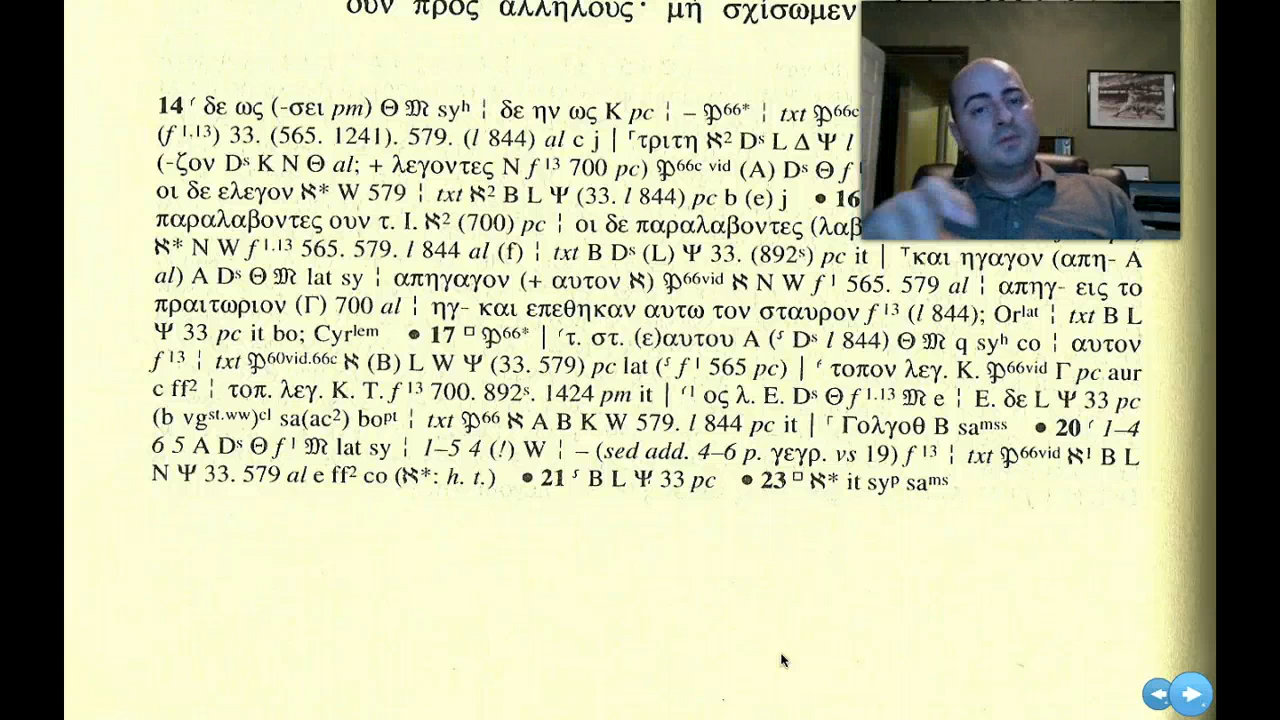 ουν πρὸς ἀλλήλους· μὴ σχίσωμεν
14 ⸂ δε ως (-σει pm) Θ 𝔐 syʰ ¦ δε ην ως K pc ¦ – 𝔓⁶⁶* ¦ txt 𝔓⁶⁶ᶜ
(f ¹·¹³) 33. (565. 1241). 579. (l 844) al c j | ⸀τριτη ℵ² Dˢ L Δ Ψ l
(-ζον Dˢ K N Θ al; + λεγοντες N f ¹³ 700 pc) 𝔓⁶⁶ᶜ ᵛⁱᵈ (A) Dˢ Θ f
οι δε ελεγον ℵ* W 579 ¦ txt ℵ² B L Ψ (33. l 844) pc b (e) j • 16
παραλαβοντες ουν τ. Ι. ℵ² (700) pc ¦ οι δε παραλαβοντες (λαβ
ℵ* N W f ¹·¹³ 565. 579. l 844 al (f) ¦ txt B Dˢ (L) Ψ 33. (892ˢ) pc it | ⸆και ηγαγον (απη- A
al) A Dˢ Θ 𝔐 lat sy ¦ απηγαγον (+ αυτον ℵ) 𝔓⁶⁶ᵛⁱᵈ ℵ N W f ¹ 565. 579 al ¦ απηγ- εις το
πραιτωριον (Γ) 700 al ¦ ηγ- και επεθηκαν αυτω τον σταυρον f ¹³ (l 844); Orˡᵃᵗ ¦ txt B L
Ψ 33 pc it bo; Cyrˡᵉᵐ • 17 ⸋ 𝔓⁶⁶* | ⸂τ. στ. (ε)αυτου A (ˢ Dˢ l 844) Θ 𝔐 q syʰ co ¦ αυτον
f ¹³ ¦ txt 𝔓⁶⁰ᵛⁱᵈ·⁶⁶ᶜ ℵ (B) L W Ψ (33. 579) pc lat (ˢ f ¹ 565 pc) | ⸂ τοπον λεγ. Κ. 𝔓⁶⁶ᵛⁱᵈ Γ pc aur
c ff² ¦ τοπ. λεγ. Κ. Τ. f ¹³ 700. 892ˢ. 1424 pm it | ⸂¹ ος λ. Ε. Dˢ Θ f ¹·¹³ 𝔐 e ¦ Ε. δε L Ψ 33 pc
(b vgˢᵗ·ʷʷ)ᶜˡ sa(ac²) boᵖᵗ ¦ txt 𝔓⁶⁶ ℵ A B K W 579. l 844 pc it | ⸀ Γολγοθ B saᵐˢˢ • 20 ⸂ 1–4
6 5 A Dˢ Θ f ¹ 𝔐 lat sy ¦ 1–5 4 (!) W ¦ – (sed add. 4–6 p. γεγρ. vs 19) f ¹³ ¦ txt 𝔓⁶⁶ᵛⁱᵈ ℵ¹ B L
N Ψ 33. 579 al e ff² co (ℵ*: h. t.) • 21 ˢ B L Ψ 33 pc • 23 ⸋ ℵ* it syᵖ saᵐˢ